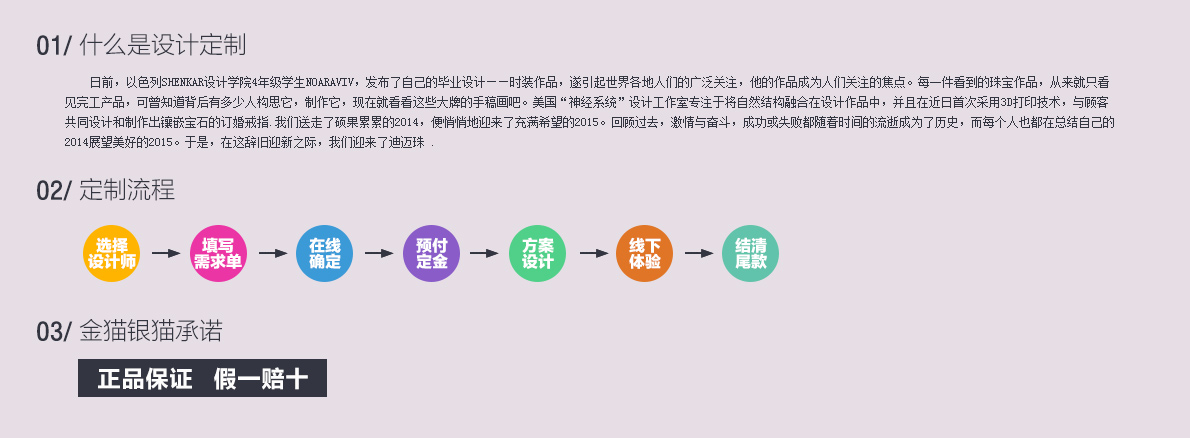 01/ 什么是设计定制
日前，以色列SHENKAR设计学院4年级学生NOARAVIV，发布了自己的毕业设计——时装作品，遂引起世界各地人们的广泛关注，他的作品成为人们关注的焦点。每一件看到的珠宝作品，从来就只看
见完工产品，可曾知道背后有多少人构思它，制作它，现在就看看这些大牌的手稿画吧。美国“神经系统”设计工作室专注于将自然结构融合在设计作品中，并且在近日首次采用3D打印技术，与顾客
共同设计和制作出镶嵌宝石的订婚戒指.我们送走了硕果累累的2014，便悄悄地迎来了充满希望的2015。回顾过去，激情与奋斗，成功或失败都随着时间的流逝成为了历史，而每个人也都在总结自己的
2014展望美好的2015。于是，在这辞旧迎新之际，我们迎来了迪迈珠 .
02/ 定制流程
选择
设计师
填写
需求单
在线
确定
预付
定金
方案
设计
线下
体验
结清
尾款
03/ 金猫银猫承诺
正品保证 假一赔十